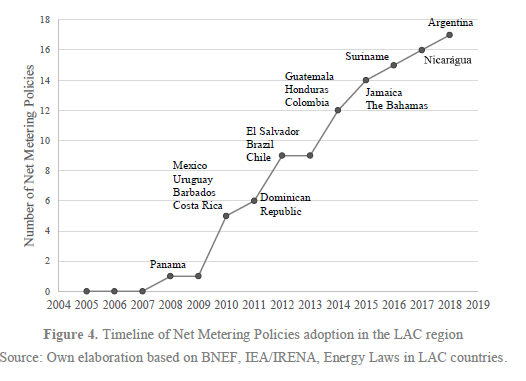 18
16
14
12
10
8
6
4
2
0
Number of Net Metering Policies
Argentina
Suriname
Nicarágua
Guatemala
Honduras
Colombia
Jamaica
The Bahamas
El Salvador
Brazil
Chile
Mexico
Uruguay
Barbados
Costa Rica
Dominican
Republic
Panama
2004 2005 2006 2007 2008 2009 2010 2011 2012 2013 2014 2015 2016 2017 2018 2019
Figure 4. Timeline of Net Metering Policies adoption in the LAC region
Source: Own elaboration based on BNEF, IEA/IRENA, Energy Laws in LAC countries.